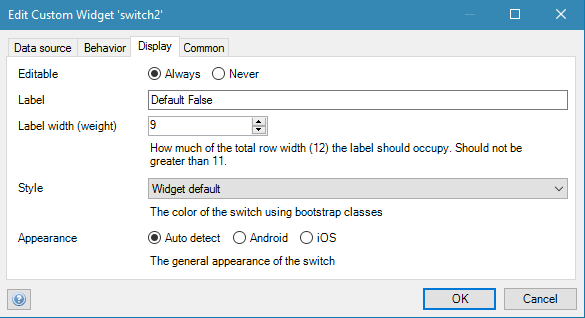 Edit Custom Widget 'switch2'
Data source Behavior Display Common
Editable Always Never
Label Default False
Label width (weight) 9
How much of the total row width (12) the label should occupy. Should not be
greater than 11.
Style Widget default
The color of the switch using bootstrap classes
Appearance Auto detect Android iOS
The general appearance of the switch
? OK Cancel